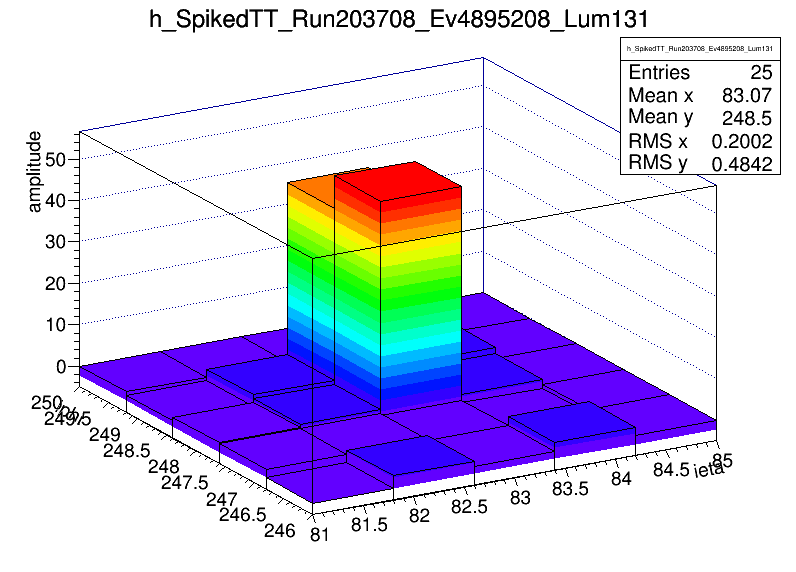 h_SpikedTT_Run203708_Ev4895208_Lum131
h_SpikedTT_Run203708_Ev4895208_Lum131
Entries 25
Mean x 83.07
Mean y 248.5
RMS x 0.2002
RMS y 0.4842
amplitude
50
40
30
20
10
0
250
249.5
249
248.5
248
247.5
247
246.5
246
81
81.5
82
82.5
83
83.5
84
84.5
85
ieta